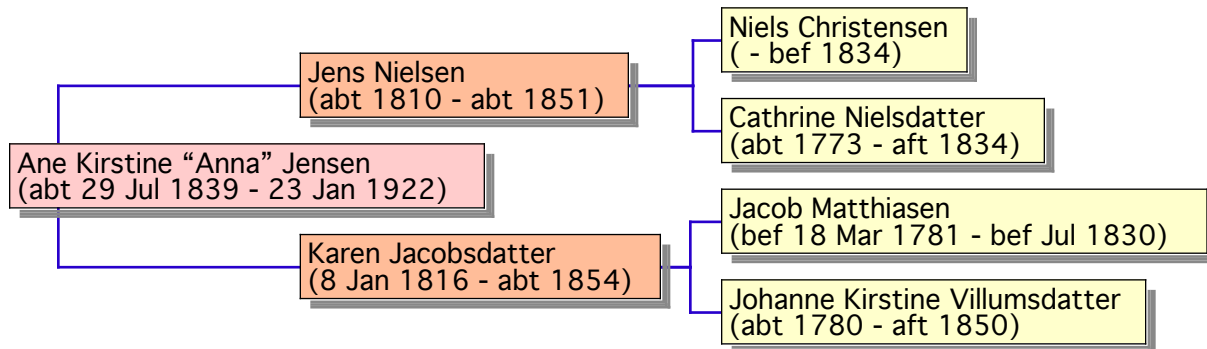 Niels Christensen
( - bef 1834)
Jens Nielsen
(abt 1810 - abt 1851)
Cathrine Nielsdatter
(abt 1773 - aft 1834)
Ane Kirstine “Anna” Jensen
(abt 29 Jul 1839 - 23 Jan 1922)
Jacob Matthiasen
(bef 18 Mar 1781 - bef Jul 1830)
Karen Jacobsdatter
(8 Jan 1816 - abt 1854)
Johanne Kirstine Villumsdatter
(abt 1780 - aft 1850)